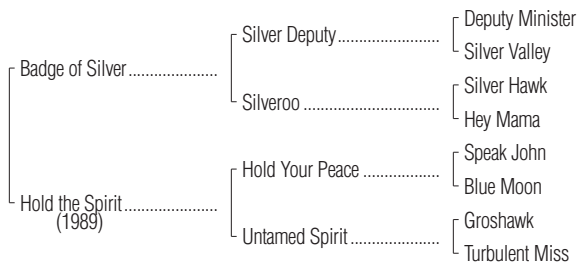 Deputy Minister
Silver Deputy........................
Silver Valley
Badge of Silver.....................
Silver Hawk
Silveroo ................................
Hey Mama
Speak John
Hold Your Peace ..................
Blue Moon
Hold the Spirit......................
(1989)
Groshawk
Untamed Spirit.....................
Turbulent Miss